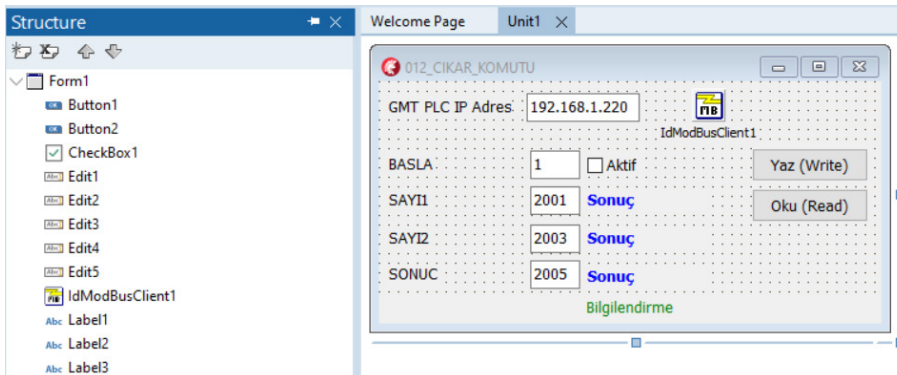 Structure
Welcome Page
Unit1
Form1
Button1
Button2
CheckBox1
Edit1
Edit2
Edit3
Edit4
Edit5
IdModBusClient1
Label1
Label2
Label3
012_CIKAR_KOMUTU
GMT PLC IP Adres 192.168.1.220
IdModBusClient1
BASLA 1 Aktif Yaz (Write)
SAYI1 2001 Sonuç Oku (Read)
SAYI2 2003 Sonuç
SONUC 2005 Sonuç
Bilgilendirme